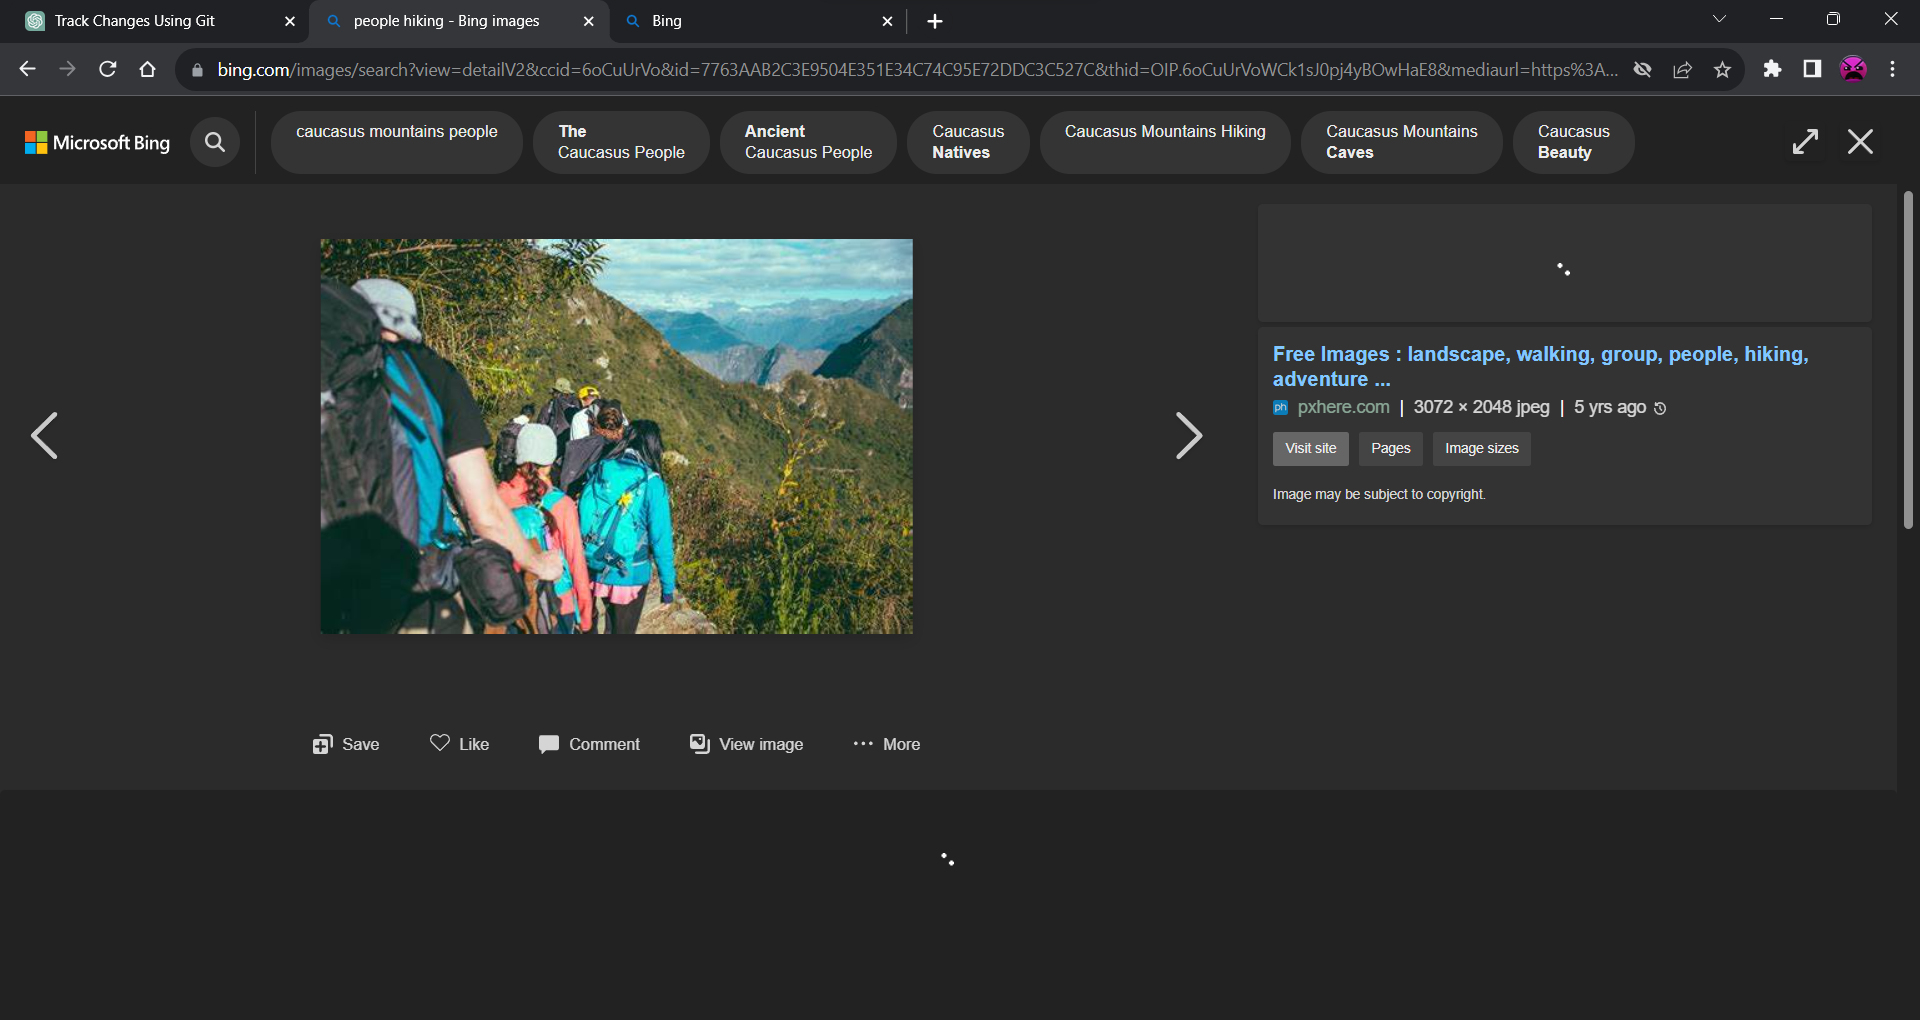 Track Changes Using Git
people hiking - Bing images
Bing
bing.com/images/search?view=detailV2&ccid=6oCuUrVo&id=7763AAB2C3E9504E351E34C74C95E72DDC3C527C&thid=OIP.6oCuUrVoWCk1sJ0pj4yBOwHaE8&mediaurl=https%3A...
Microsoft Bing
caucasus mountains people
The
Caucasus People
Ancient
Caucasus People
Caucasus
Natives
Caucasus Mountains Hiking
Caucasus Mountains
Caves
Caucasus
Beauty
Free Images : landscape, walking, group, people, hiking,
adventure ...
ph pxhere.com | 3072 × 2048 jpeg | 5 yrs ago
Visit site Pages Image sizes
Image may be subject to copyright.
Save Like Comment View image ... More